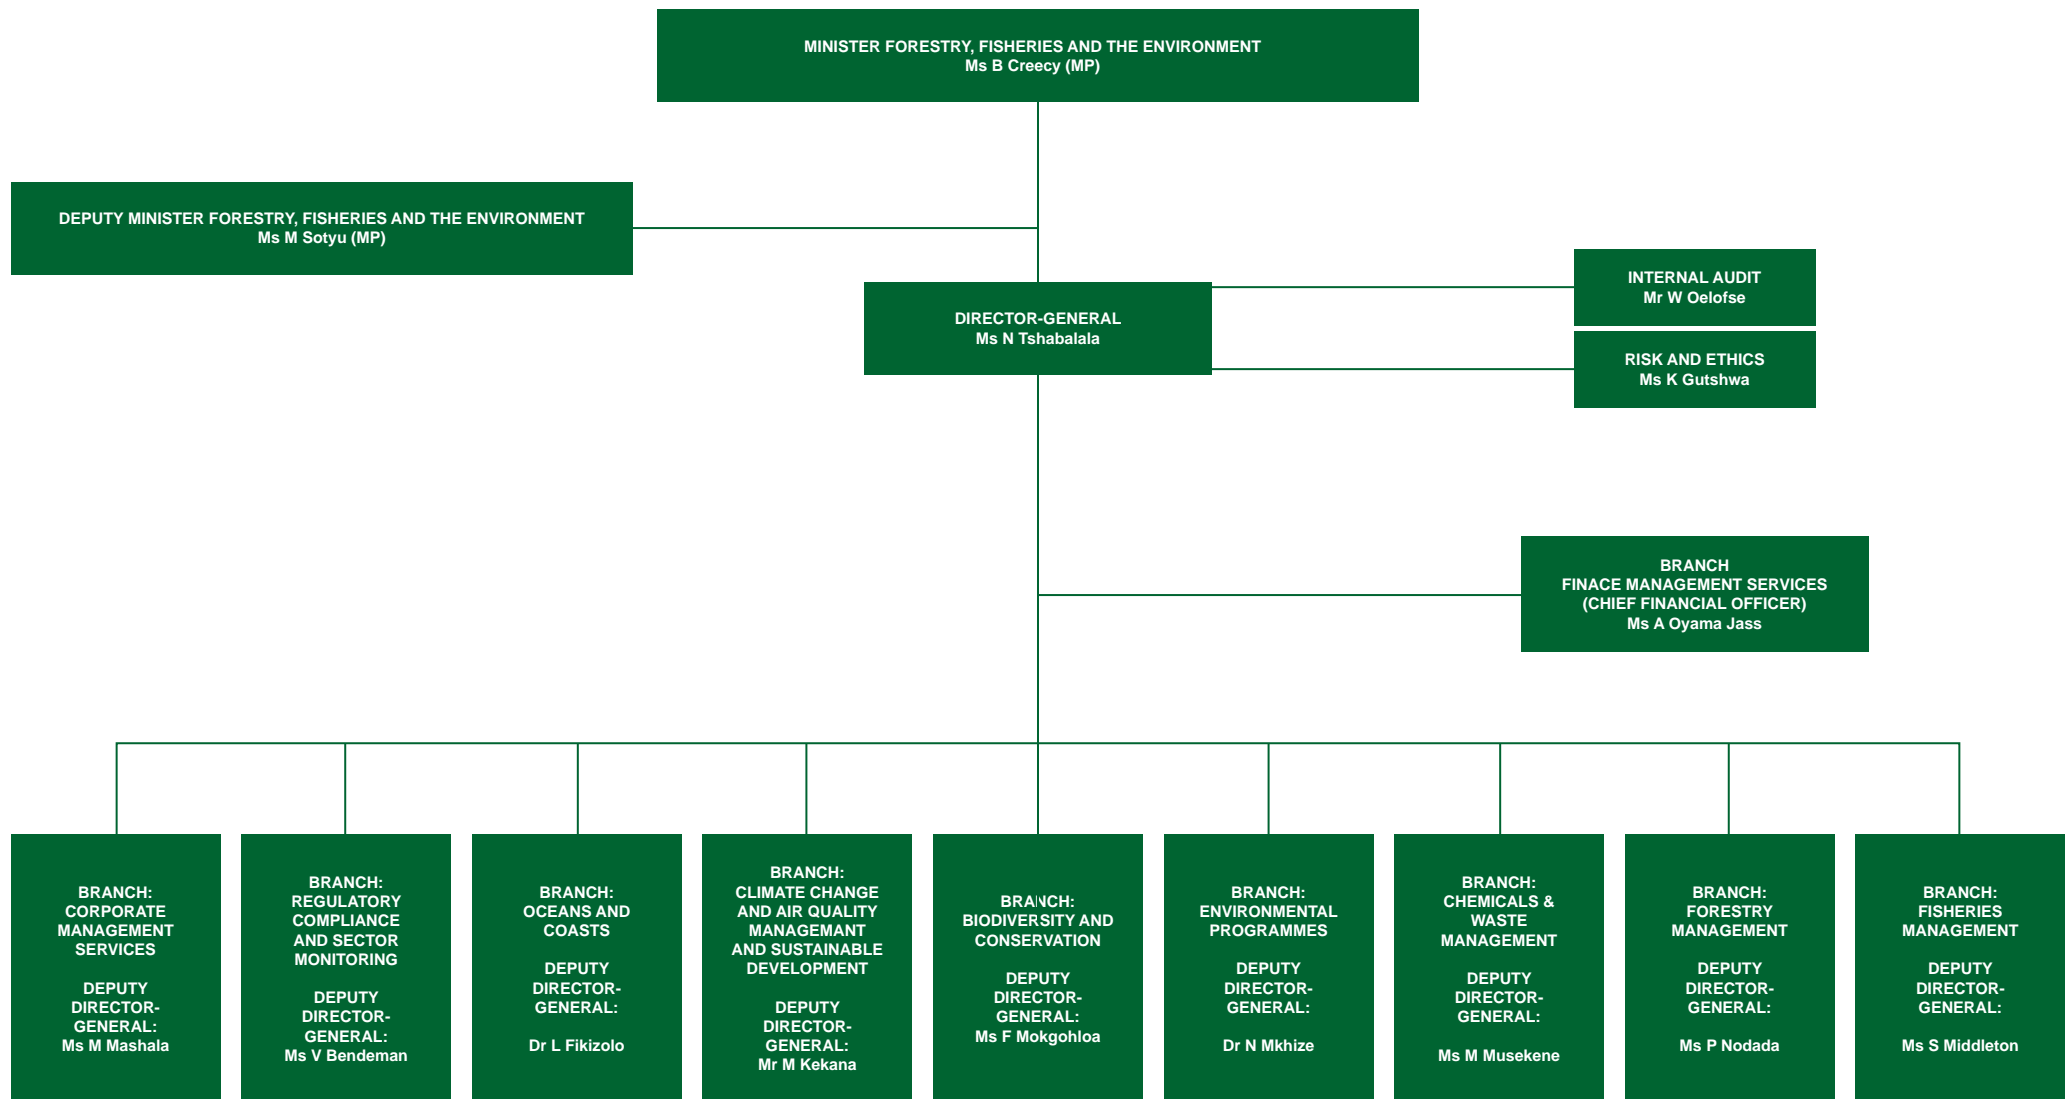 MINISTER FORESTRY, FISHERIES AND THE ENVIRONMENT
Ms B Creecy (MP)
DEPUTY MINISTER FORESTRY, FISHERIES AND THE ENVIRONMENT
Ms M Sotyu (MP)
INTERNAL AUDIT
Mr W Oelofse
DIRECTOR-GENERAL
Ms N Tshabalala
RISK AND ETHICS
Ms K Gutshwa
BRANCH
FINACE MANAGEMENT SERVICES
(CHIEF FINANCIAL OFFICER)
Ms A Oyama Jass
BRANCH:
CORPORATE
MANAGEMENT
SERVICES
DEPUTY
DIRECTOR-
GENERAL:
Ms M Mashala
BRANCH:
REGULATORY
COMPLIANCE
AND SECTOR
MONITORING
DEPUTY
DIRECTOR-
GENERAL:
Ms V Bendeman
BRANCH:
OCEANS AND
COASTS
DEPUTY
DIRECTOR-
GENERAL:
Dr L Fikizolo
BRANCH:
CLIMATE CHANGE
AND AIR QUALITY
MANAGEMANT
AND SUSTAINABLE
DEVELOPMENT
DEPUTY
DIRECTOR-
GENERAL:
Mr M Kekana
BRANCH:
BIODIVERSITY AND
CONSERVATION
DEPUTY
DIRECTOR-
GENERAL:
Ms F Mokgohloa
BRANCH:
ENVIRONMENTAL
PROGRAMMES
DEPUTY
DIRECTOR-
GENERAL:
Dr N Mkhize
BRANCH:
CHEMICALS &
WASTE
MANAGEMENT
DEPUTY
DIRECTOR-
GENERAL:
Ms M Musekene
BRANCH:
FORESTRY
MANAGEMENT
DEPUTY
DIRECTOR-
GENERAL:
Ms P Nodada
BRANCH:
FISHERIES
MANAGEMENT
DEPUTY
DIRECTOR-
GENERAL:
Ms S Middleton